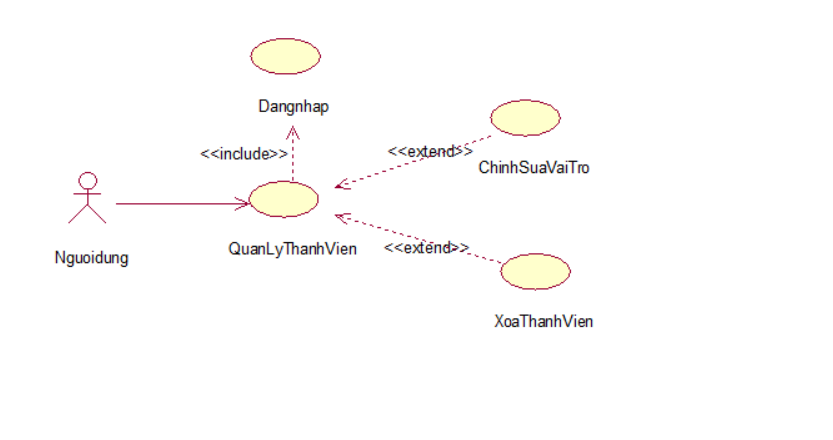 Dangnhap
<<include>>
<<extend>>
ChinhSuaVaiTro
Nguoidung
QuanLyThanhVien
<<extend>>
XoaThanhVien